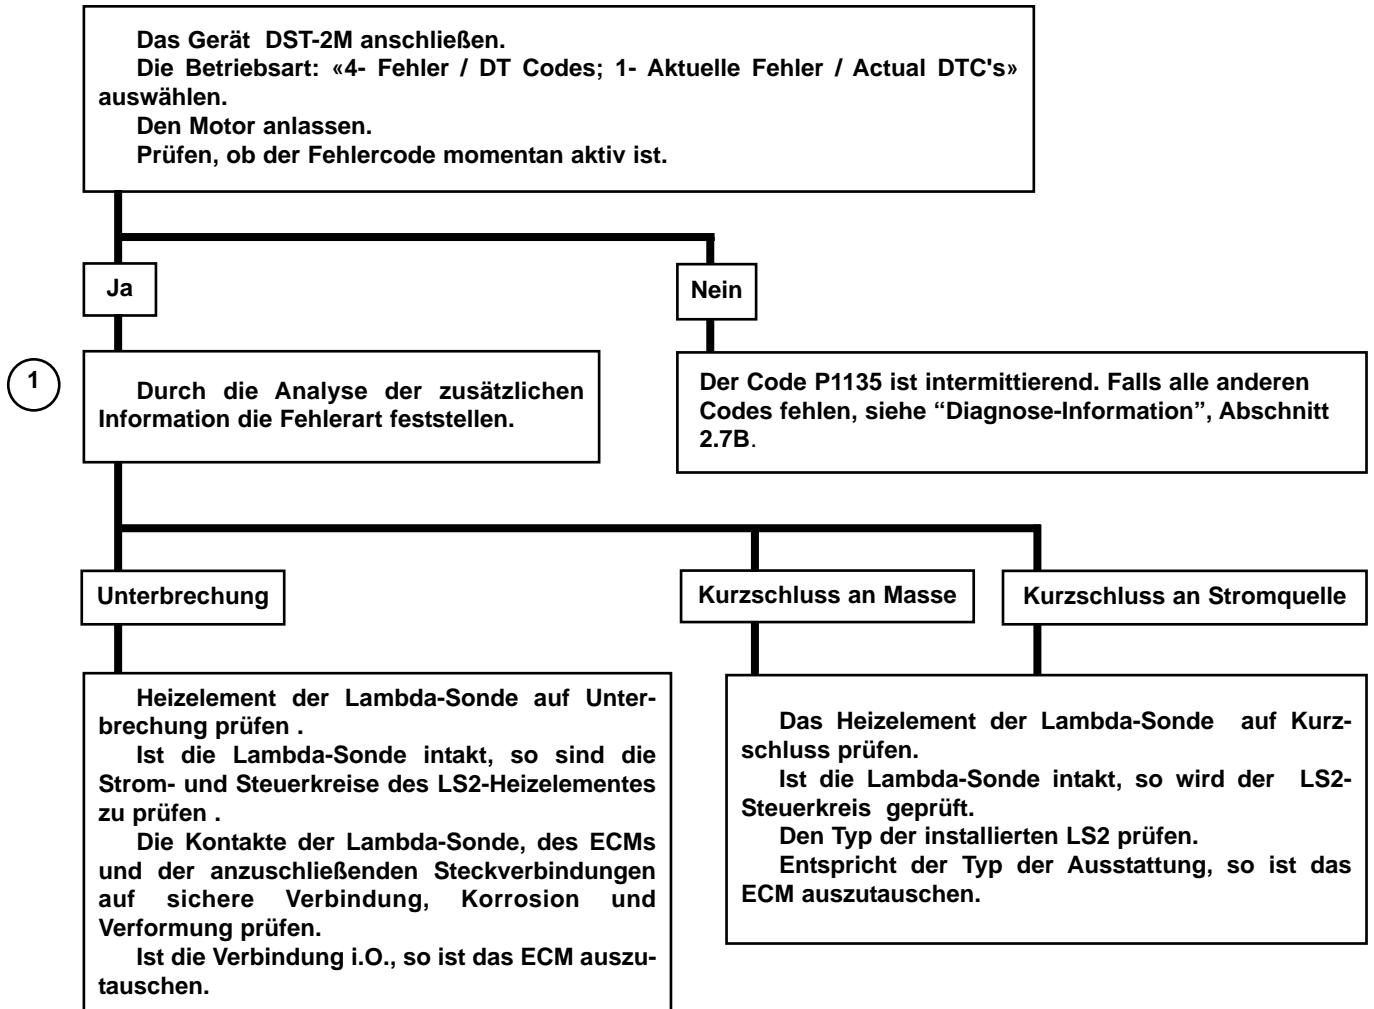 Das Gerät DST-2M anschließen.
Die Betriebsart: «4- Fehler / DT Codes; 1- Aktuelle Fehler / Actual DTC's»
auswählen.
Den Motor anlassen.
Prüfen, ob der Fehlercode momentan aktiv ist.
Ja
Nein
1
Durch die Analyse der zusätzlichen
Information die Fehlerart feststellen.
Der Code P1135 ist intermittierend. Falls alle anderen
Codes fehlen, siehe “Diagnose-Information”, Abschnitt
2.7B.
Unterbrechung
Kurzschluss an Masse
Kurzschluss an Stromquelle
Heizelement der Lambda-Sonde auf Unter-
brechung prüfen .
Ist die Lambda-Sonde intakt, so sind die
Strom- und Steuerkreise des LS2-Heizelementes
zu prüfen .
Die Kontakte der Lambda-Sonde, des ECMs
und der anzuschließenden Steckverbindungen
auf sichere Verbindung, Korrosion und
Verformung prüfen.
Ist die Verbindung i.O., so ist das ECM auszu-
tauschen.
Das Heizelement der Lambda-Sonde auf Kurz-
schluss prüfen.
Ist die Lambda-Sonde intakt, so wird der LS2-
Steuerkreis geprüft.
Den Typ der installierten LS2 prüfen.
Entspricht der Typ der Ausstattung, so ist das
ECM auszutauschen.